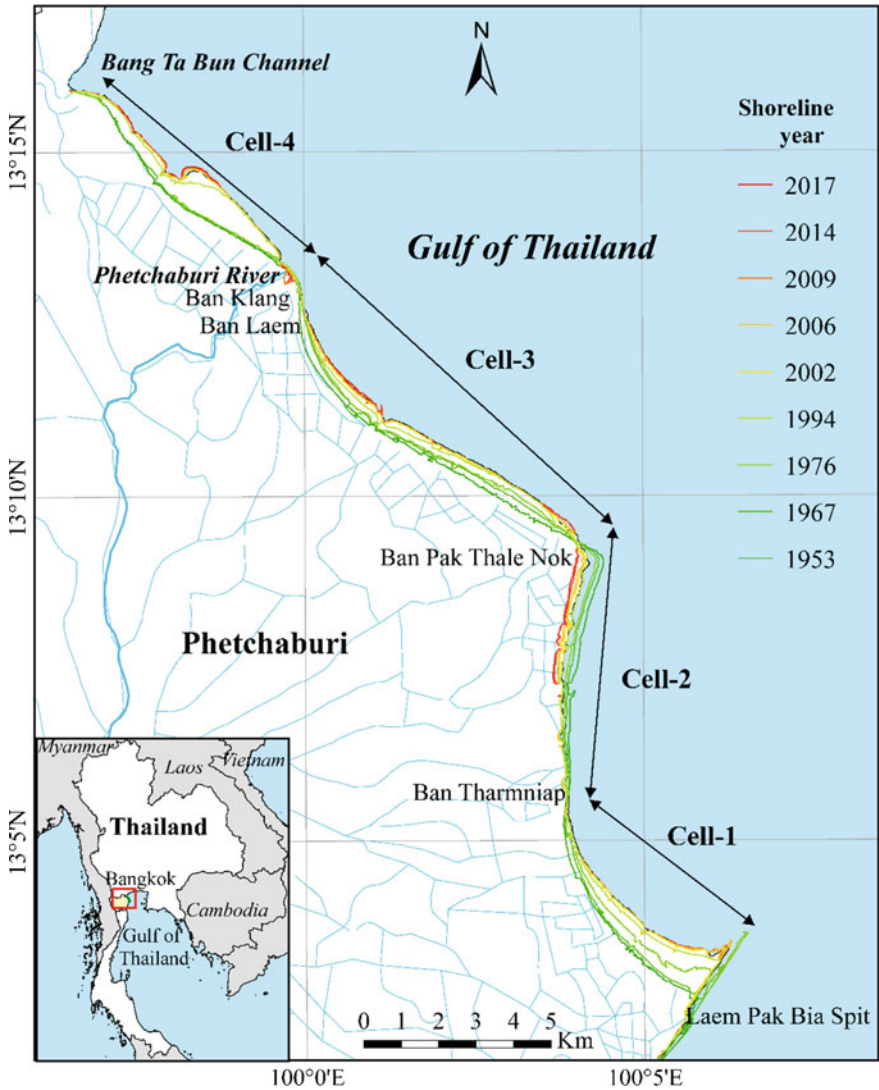 N
Bang Ta Bun Channel
13°15'N
Cell-4
Shoreline
year
2017
2014
2009
2006
2002
1994
1976
1967
1953
Gulf of Thailand
Phetchaburi River
Ban Klang
Ban Laem
Cell-3
13°10'N
Ban Pak Thale Nok
Phetchaburi
Cell-2
Ban Tharmniap
13°5'N
Cell-1
Laem Pak Bia Spit
Myanmar
Laos
Vietnam
Thailand
Bangkok
Cambodia
Gulf of
Thailand
0 1 2 3 4 5
Km
100°0'E
100°5'E